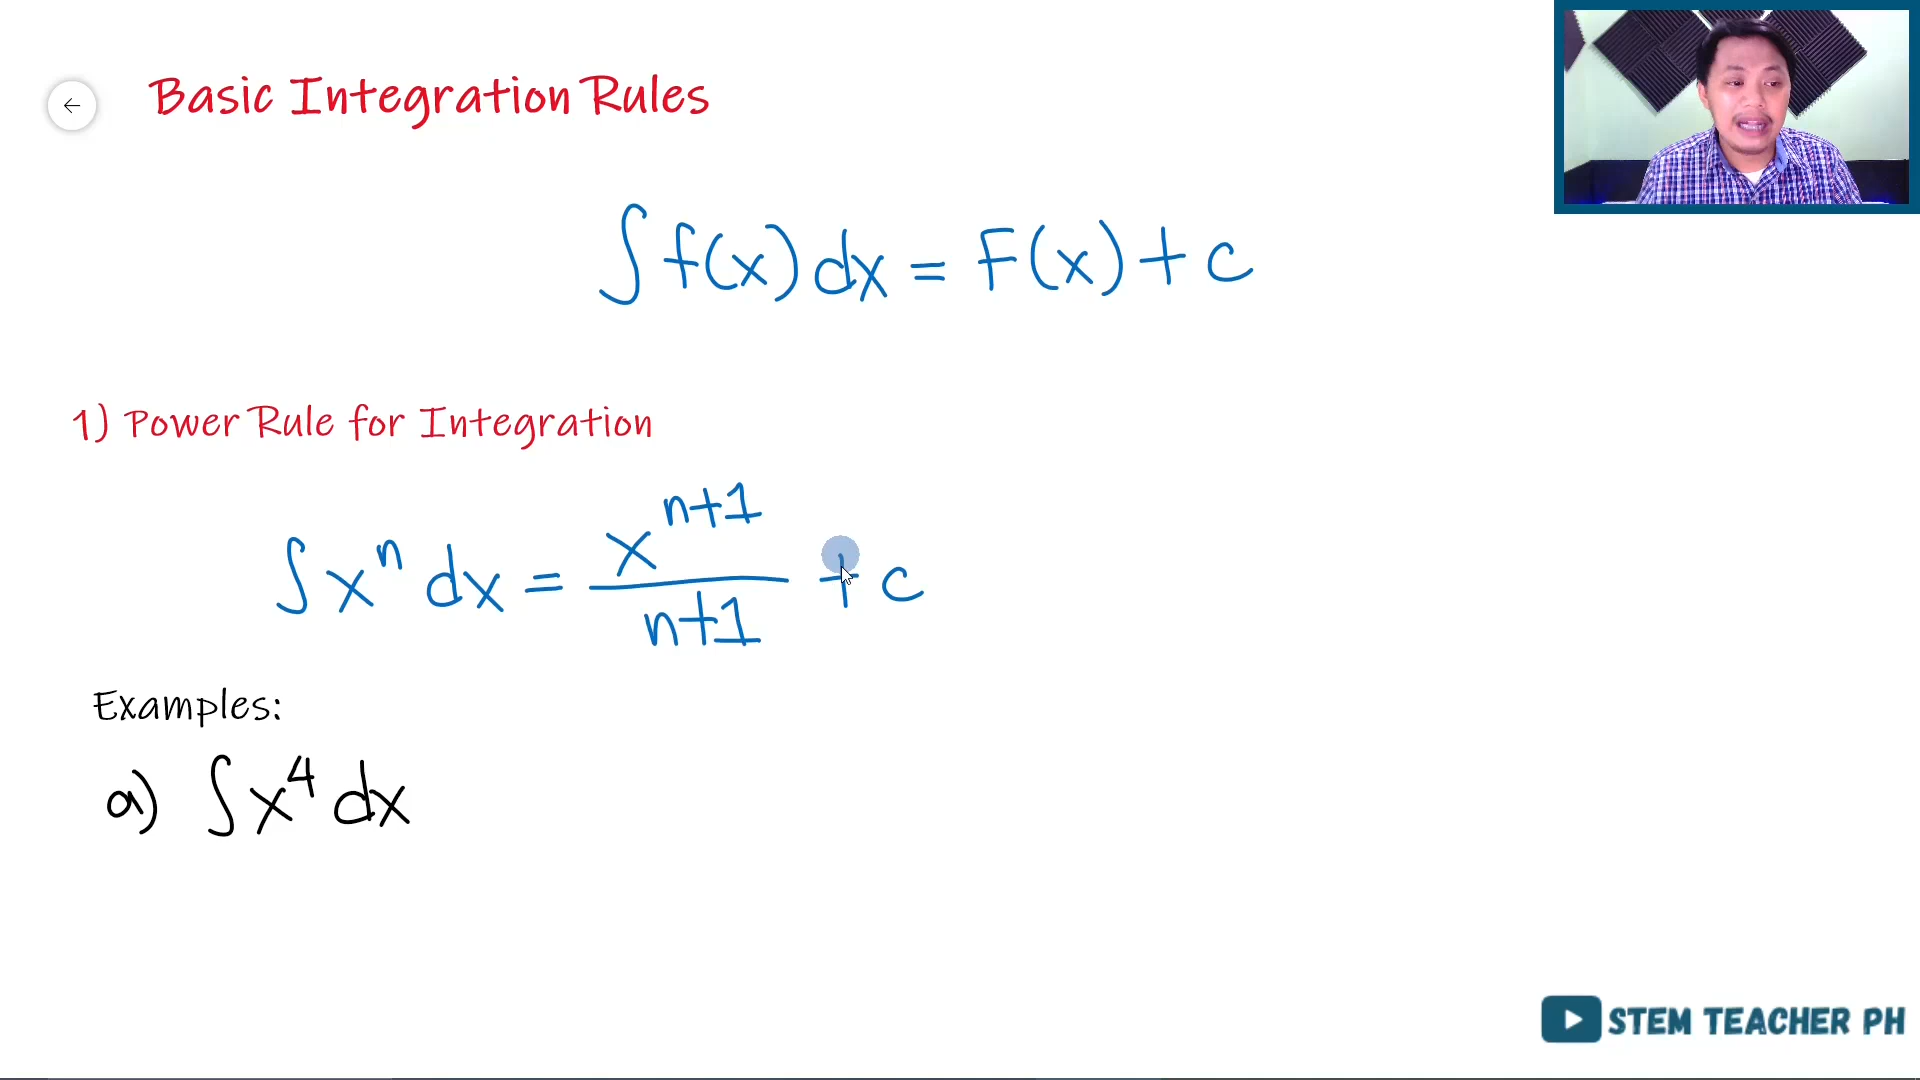 Basic Integration Rules
∫ f(x) dx = F(x) + c
1) Power Rule for Integration
∫ xⁿ dx = xⁿ⁺¹ / n+1 + c
Examples:
a) ∫ x⁴ dx
STEM TEACHER PH